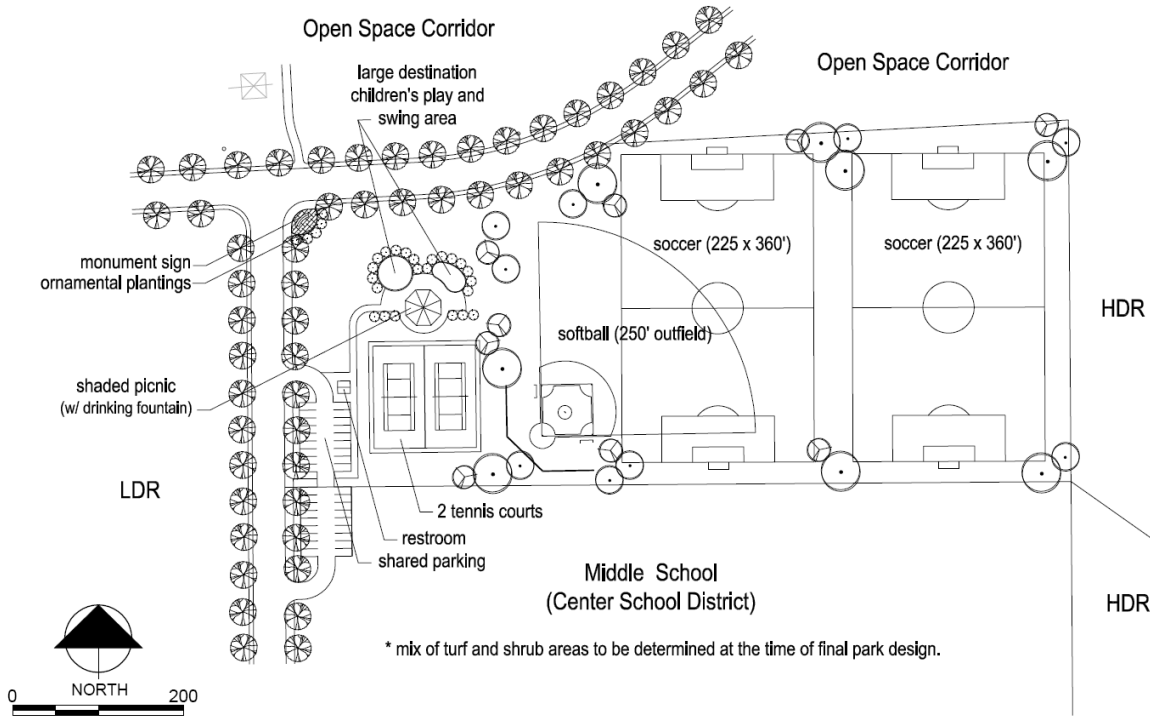 Open Space Corridor
Open Space Corridor
large destination
children's play and
swing area
monument sign
ornamental plantings
soccer (225 x 360')
soccer (225 x 360')
HDR
softball (250' outfield)
shaded picnic
(w/ drinking fountain)
LDR
2 tennis courts
restroom
shared parking
Middle School
(Center School District)
HDR
* mix of turf and shrub areas to be determined at the time of final park design.
NORTH
0 200